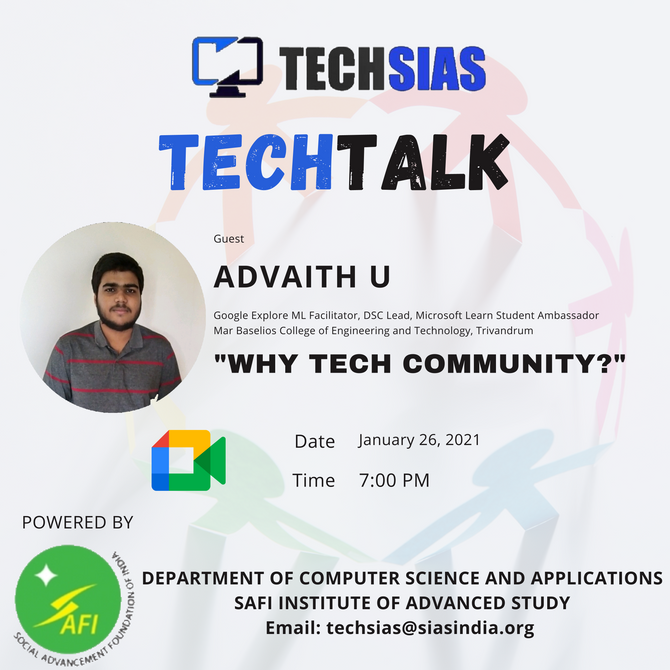 TECHSIAS
TECHTALK
Guest
ADVAITH U
Google Explore ML Facilitator, DSC Lead, Microsoft Learn Student Ambassador
Mar Baselios College of Engineering and Technology, Trivandrum
"WHY TECH COMMUNITY?"
Date January 26, 2021
Time 7:00 PM
POWERED BY
SAFI
SOCIAL ADVANCEMENT FOUNDATION OF INDIA
DEPARTMENT OF COMPUTER SCIENCE AND APPLICATIONS
SAFI INSTITUTE OF ADVANCED STUDY
Email: techsias@siasindia.org